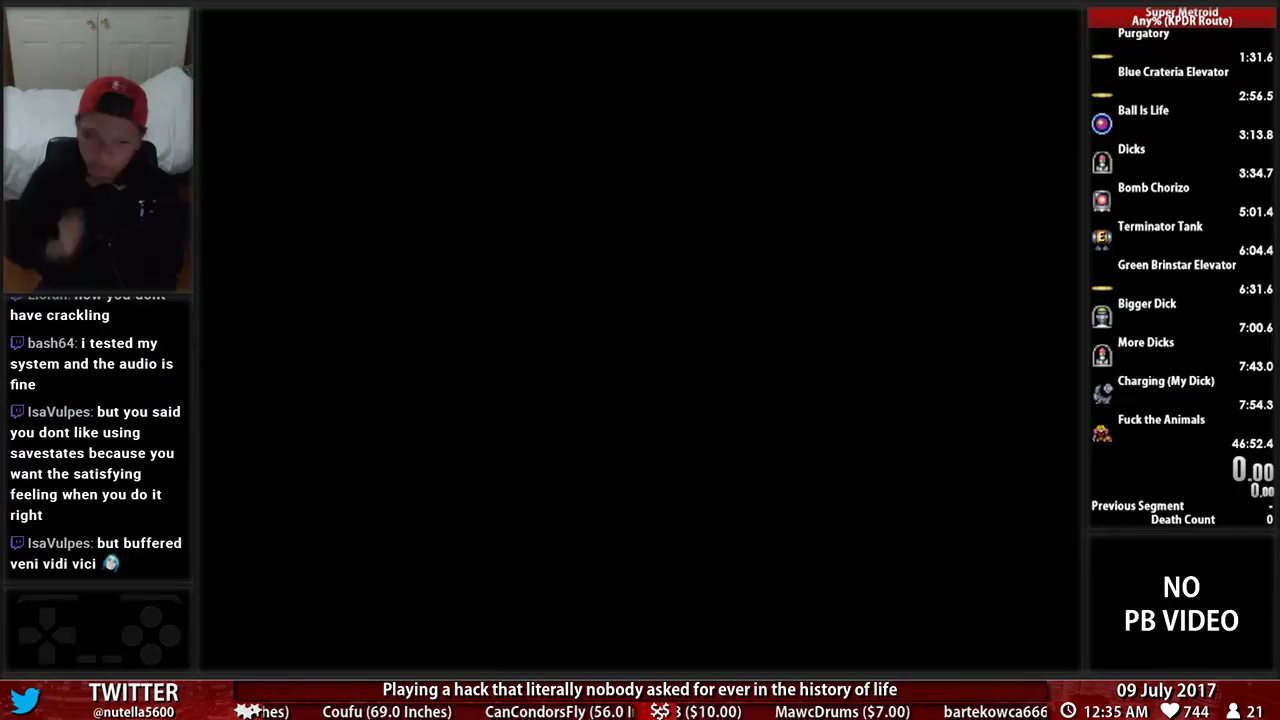 have crackling
bash64: i tested my
system and the audio is
fine
IsaVulpes: but you said
you dont like using
savestates because you
want the satisfying
feeling when you do it
right
IsaVulpes: but buffered
veni vidi vici
Super Metroid
Any% (KPDR Route)
Purgatory
1:31.6
Blue Crateria Elevator
2:56.5
Ball Is Life
3:13.8
Dicks
3:34.7
Bomb Chorizo
5:01.4
Terminator Tank
6:04.4
Green Brinstar Elevator
6:31.6
Bigger Dick
7:00.6
More Dicks
7:43.0
Charging (My Dick)
7:54.3
Fuck the Animals
46:52.4
0.00
0.00
Previous Segment -
Death Count 0
NO
PB VIDEO
TWITTER
@nutella5600
Playing a hack that literally nobody asked for ever in the history of life
hes) Coufu (69.0 Inches) CanCondorsFly (56.0 I $$ 3 ($10.00) MawcDrums ($7.00) bartekowca666
09 July 2017
12:35 AM 744 21